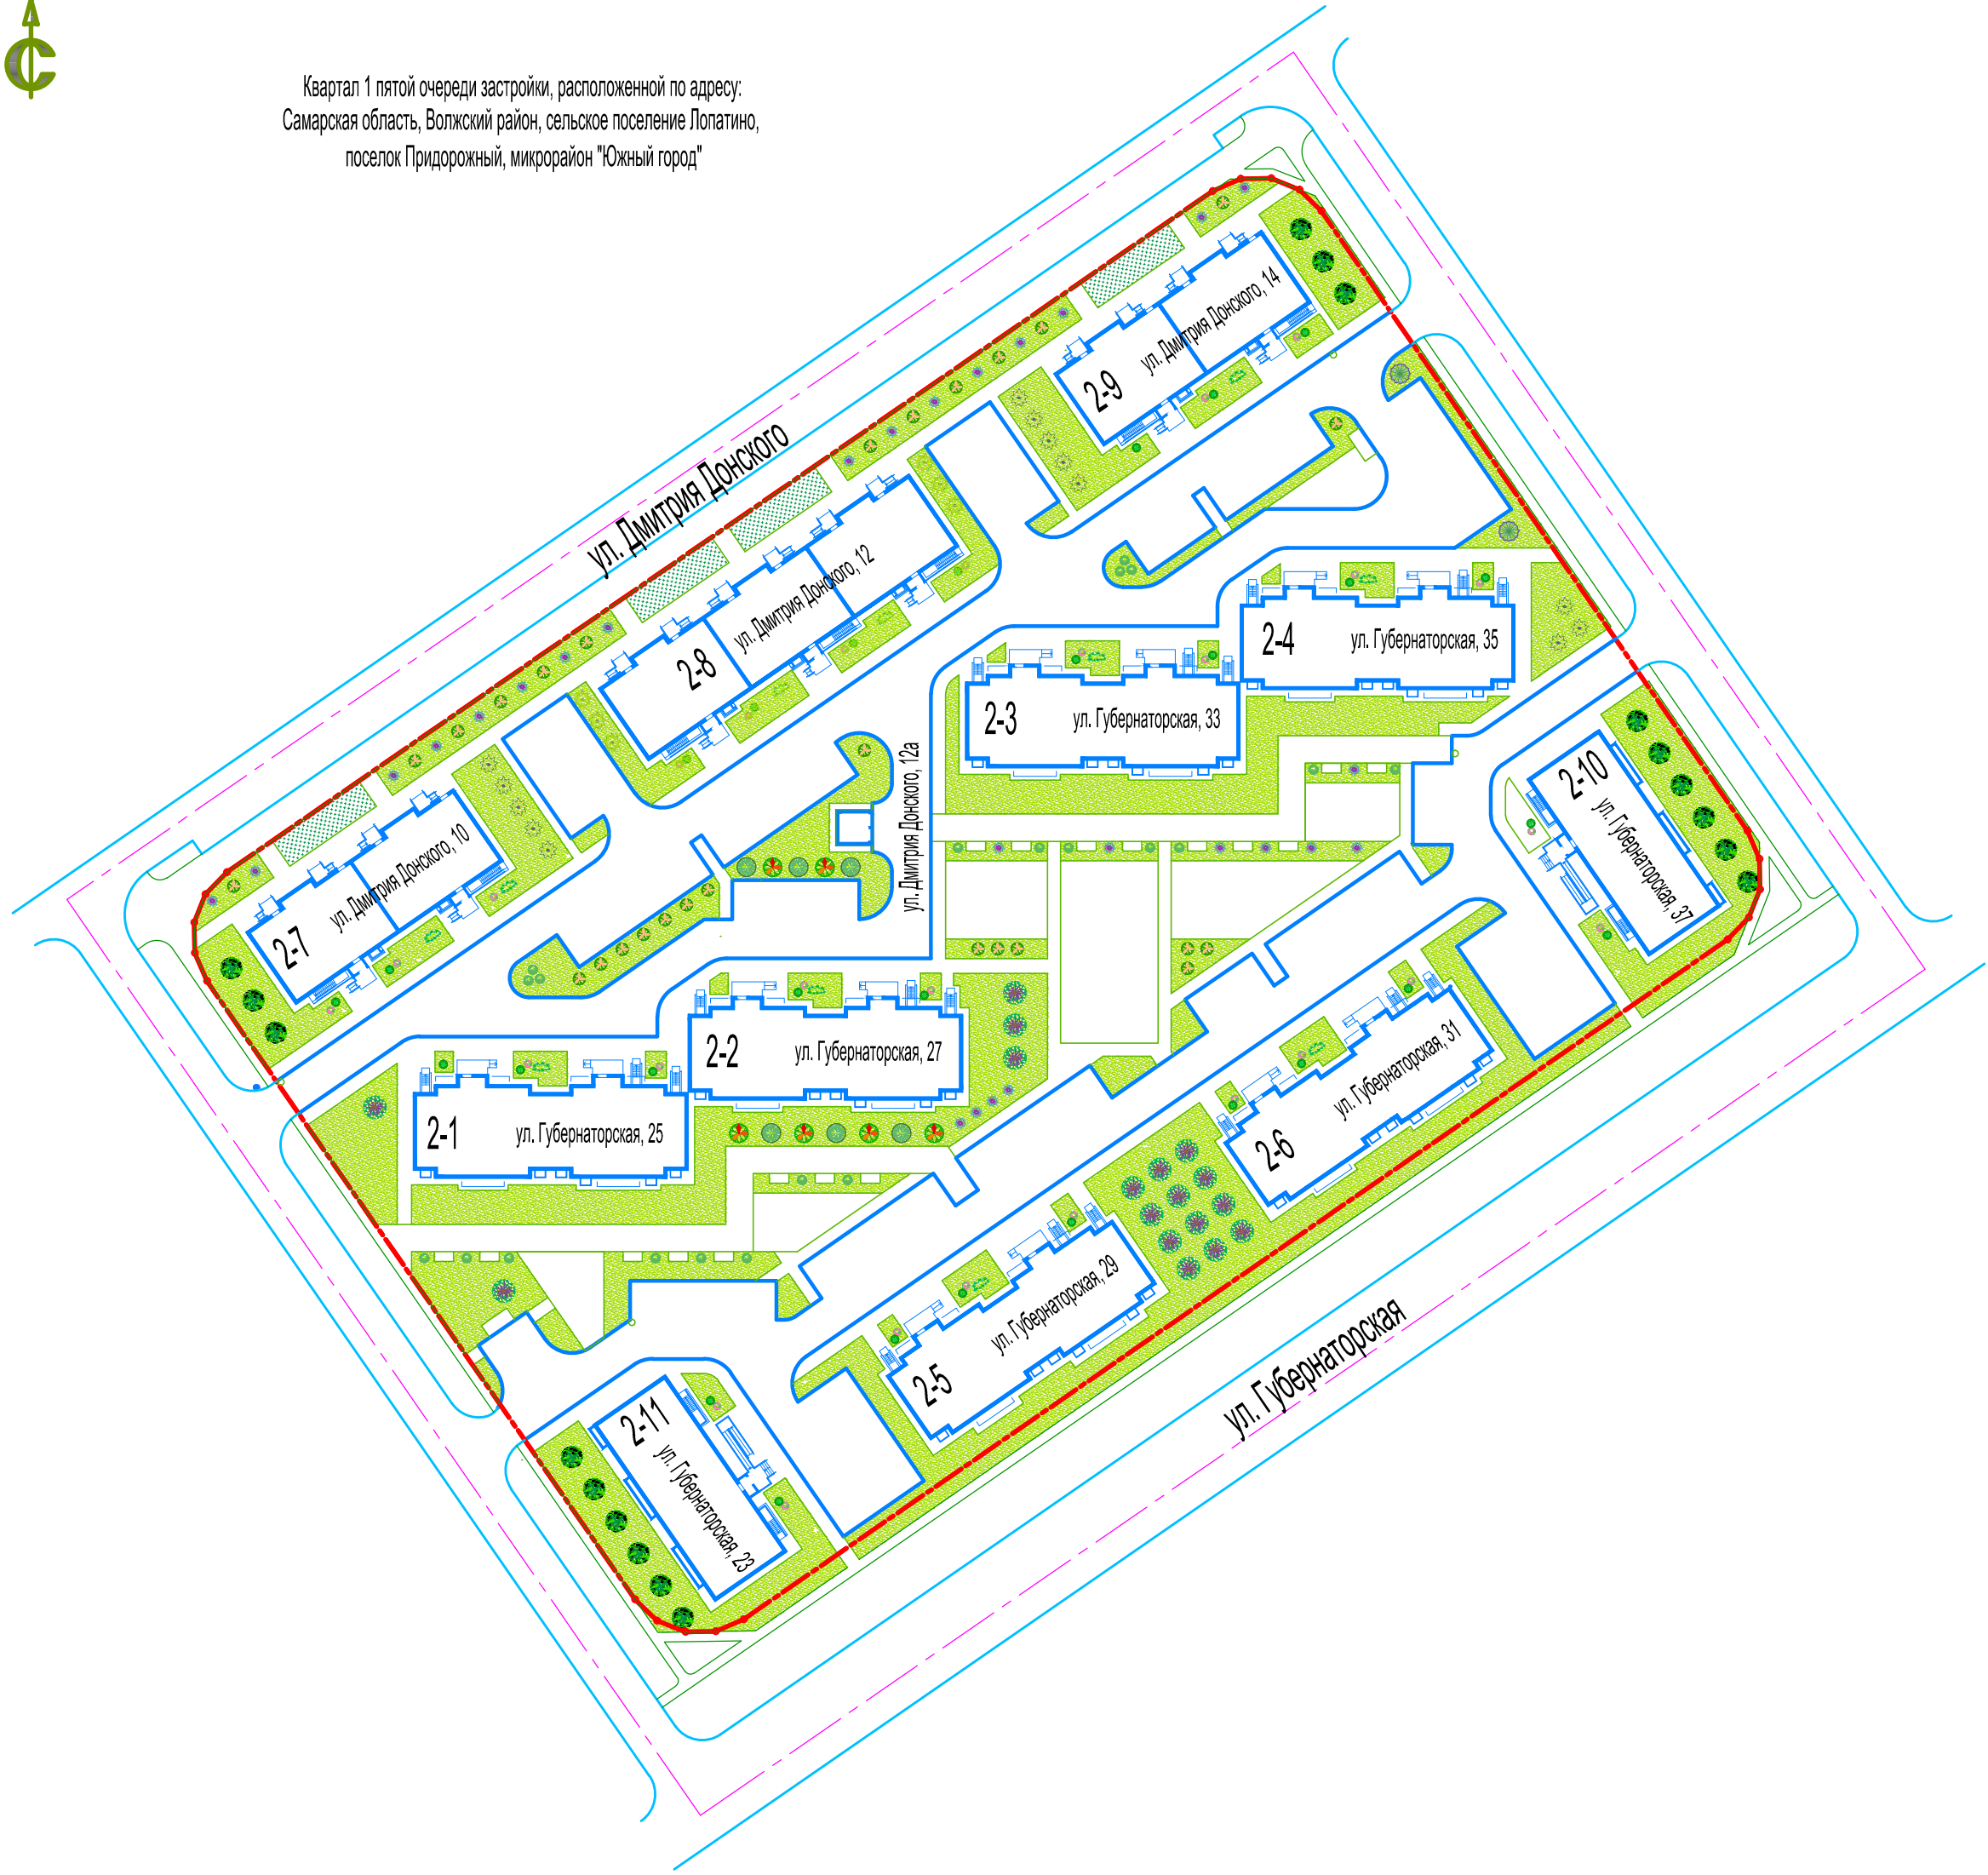 С
Квартал 1 пятой очереди застройки, расположенной по адресу:
Самарская область, Волжский район, сельское поселение Лопатино,
поселок Придорожный, микрорайон "Южный город"
ул. Дмитрия Донского
2-9
ул. Дмитрия Донского, 14
2-8
ул. Дмитрия Донского, 12
2-7
ул. Дмитрия Донского, 10
2-4
ул. Губернаторская, 35
2-3
ул. Губернаторская, 33
ул. Дмитрия Донского, 12а
2-10
ул. Губернаторская, 37
2-2
ул. Губернаторская, 27
2-1
ул. Губернаторская, 25
2-6
ул. Губернаторская, 31
2-5
ул. Губернаторская, 29
2-11
ул. Губернаторская, 23
ул. Губернаторская